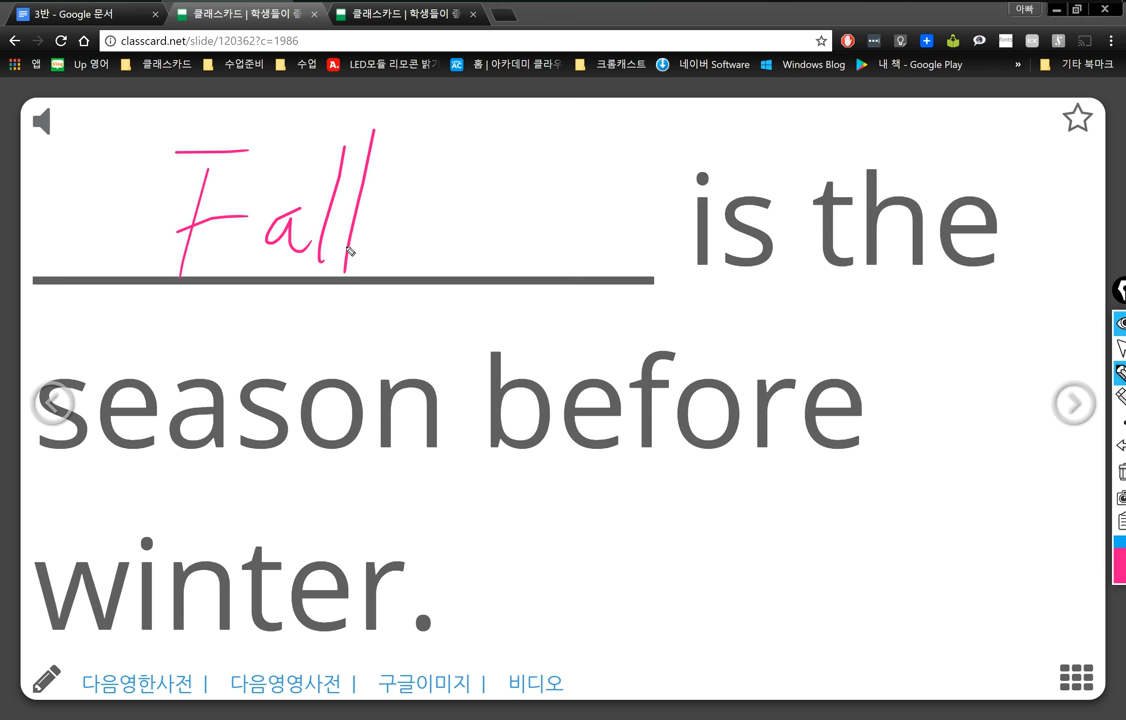 3반 - Google 문서
클래스카드 | 학생들이 좋
클래스카드 | 학생들이 좋
아빠
classcard.net/slide/120362?c=1986
앱
Up 영어
클래스카드
수업준비
수업
LED모듈 리모콘 밝기
홈 | 아카데미 클라우
크롬캐스트
네이버 Software
Windows Blog
내 책 - Google Play
»
기타 북마크
Fall is the
season before
winter.
다음영한사전 | 다음영영사전 | 구글이미지 | 비디오